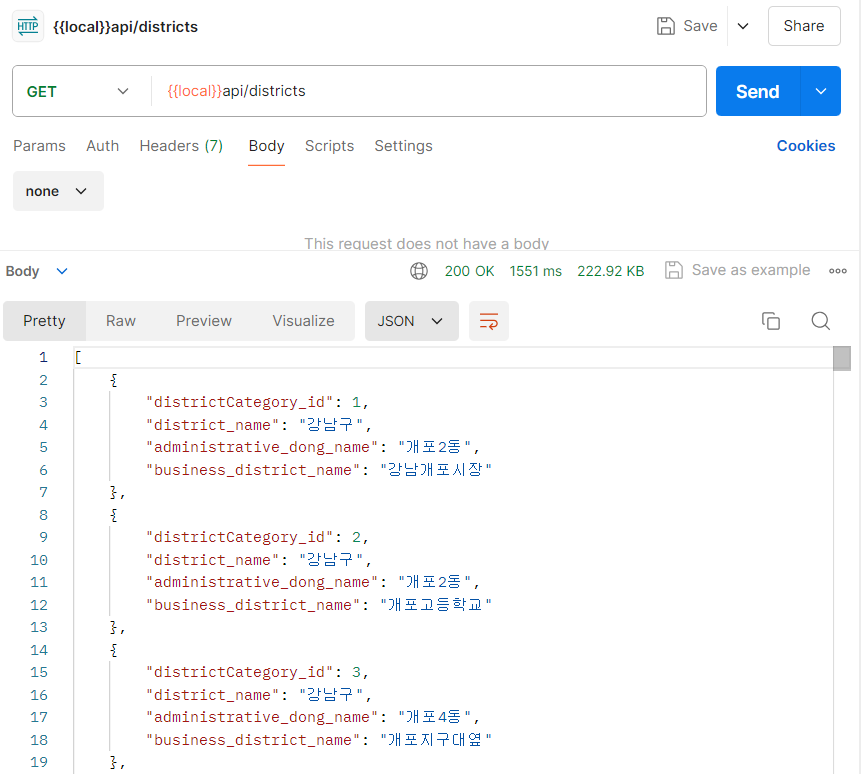 HTTP {{local}}api/districts Save Share
GET {{local}}api/districts Send
Params Auth Headers (7) Body Scripts Settings Cookies
none
This request does not have a body
Body 200 OK 1551 ms 222.92 KB Save as example
Pretty Raw Preview Visualize JSON
1 [
2 {
3 "districtCategory_id": 1,
4 "district_name": "강남구",
5 "administrative_dong_name": "개포2동",
6 "business_district_name": "강남개포시장"
7 },
8 {
9 "districtCategory_id": 2,
10 "district_name": "강남구",
11 "administrative_dong_name": "개포2동",
12 "business_district_name": "개포고등학교"
13 },
14 {
15 "districtCategory_id": 3,
16 "district_name": "강남구",
17 "administrative_dong_name": "개포4동",
18 "business_district_name": "개포지구대옆"
19 },